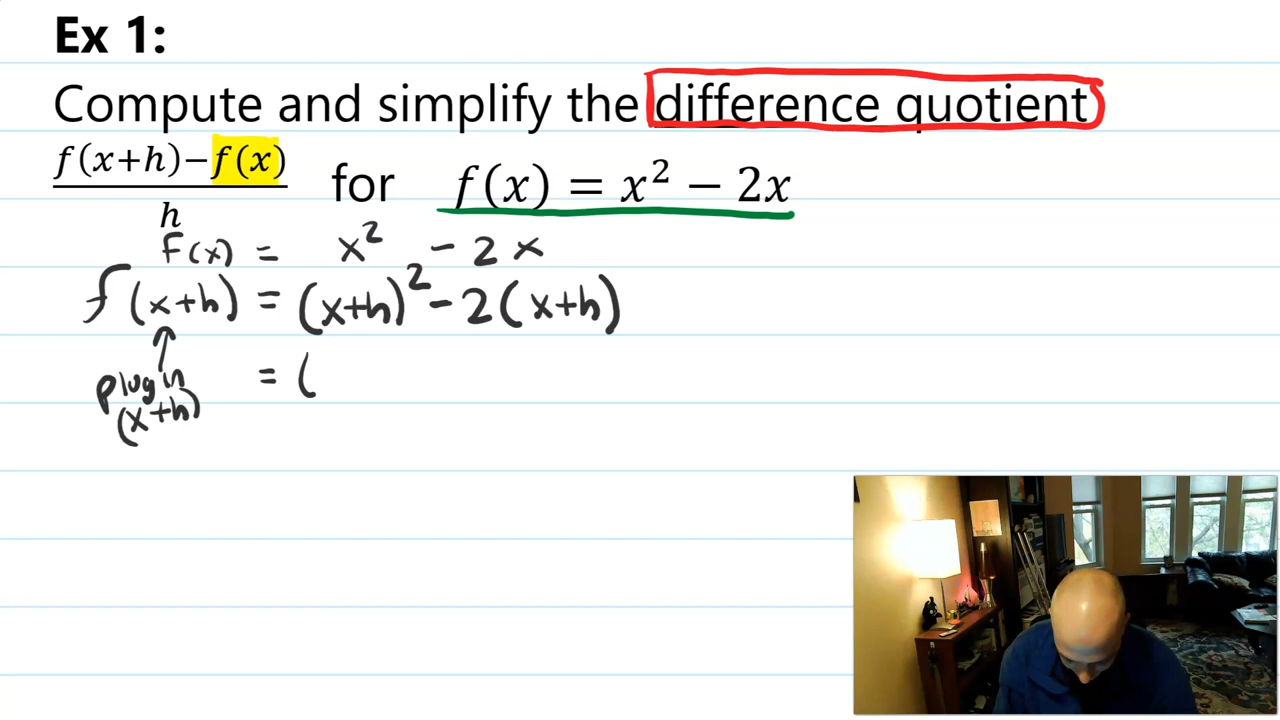 Ex 1:
Compute and simplify the difference quotient
f(x+h)−f(x)
h
for f(x) = x² − 2x
f(x) = x² - 2x
f(x+h) = (x+h)² - 2(x+h)
plug in
= (
(x+h)